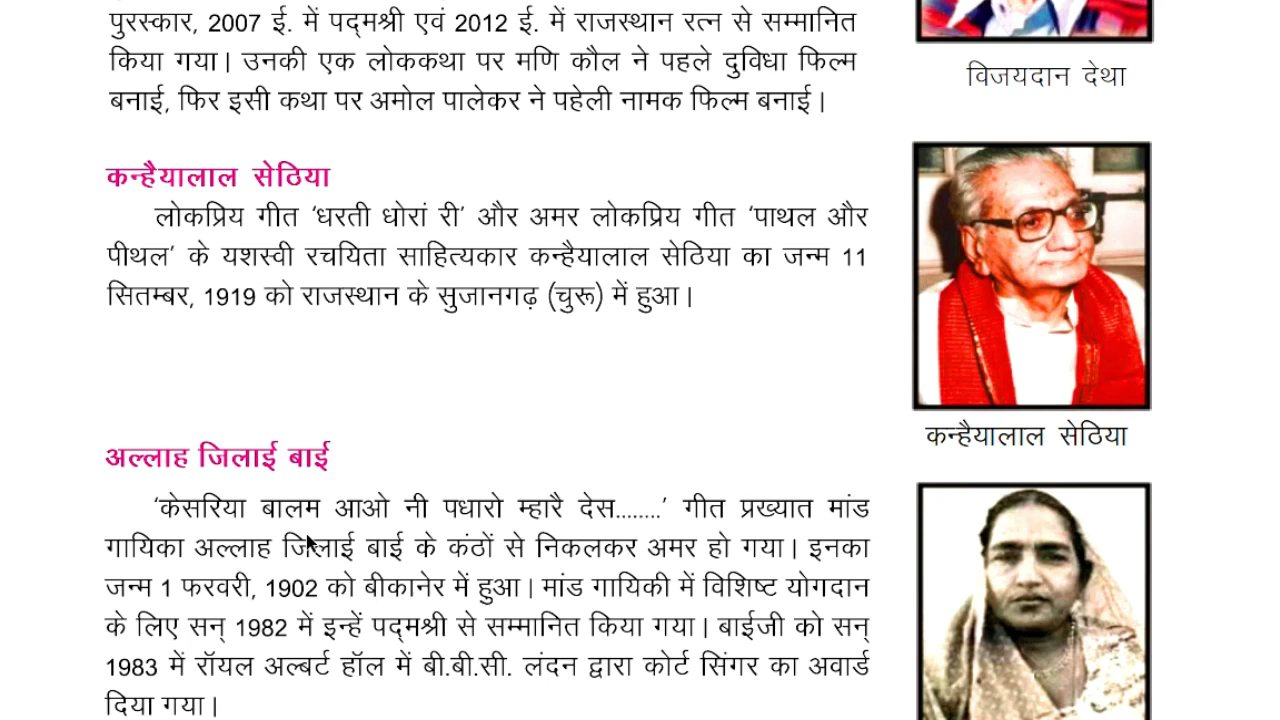 पुरस्कार, 2007 ई. में पद्‌मश्री एवं 2012 ई. में राजस्थान रत्न से सम्मानित
किया गया। उनकी एक लोककथा पर मणि कौल ने पहले दुविधा फिल्म
बनाई, फिर इसी कथा पर अमोल पालेकर ने पहेली नामक फिल्म बनाई।
विजयदान देथा
कन्हैयालाल सेठिया
लोकप्रिय गीत ‘धरती धोरां री’ और अमर लोकप्रिय गीत ‘पाथल और
पीथल’ के यशस्वी रचयिता साहित्यकार कन्हैयालाल सेठिया का जन्म 11
सितम्बर, 1919 को राजस्थान के सुजानगढ़ (चुरू) में हुआ।
कन्हैयालाल सेठिया
अल्लाह जिलाई बाई
‘केसरिया बालम आओ नी पधारो म्हारै देस........’ गीत प्रख्यात मांड
गायिका अल्लाह जिलाई बाई के कंठों से निकलकर अमर हो गया। इनका
जन्म 1 फरवरी, 1902 को बीकानेर में हुआ। मांड गायिकी में विशिष्ट योगदान
के लिए सन् 1982 में इन्हें पद्‌मश्री से सम्मानित किया गया। बाईजी को सन्
1983 में रॉयल अल्बर्ट हॉल में बी.बी.सी. लंदन द्वारा कोर्ट सिंगर का अवार्ड
दिया गया।